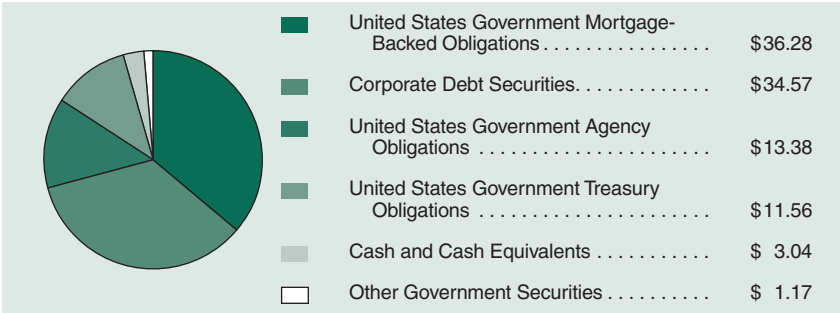 United States Government Mortgage-
Backed Obligations . . . . . . . . . . . . . . . . $36.28
Corporate Debt Securities. . . . . . . . . . . . . $34.57
United States Government Agency
Obligations . . . . . . . . . . . . . . . . . . . . . . $13.38
United States Government Treasury
Obligations . . . . . . . . . . . . . . . . . . . . . . $11.56
Cash and Cash Equivalents . . . . . . . . . . . $ 3.04
Other Government Securities . . . . . . . . . . $ 1.17